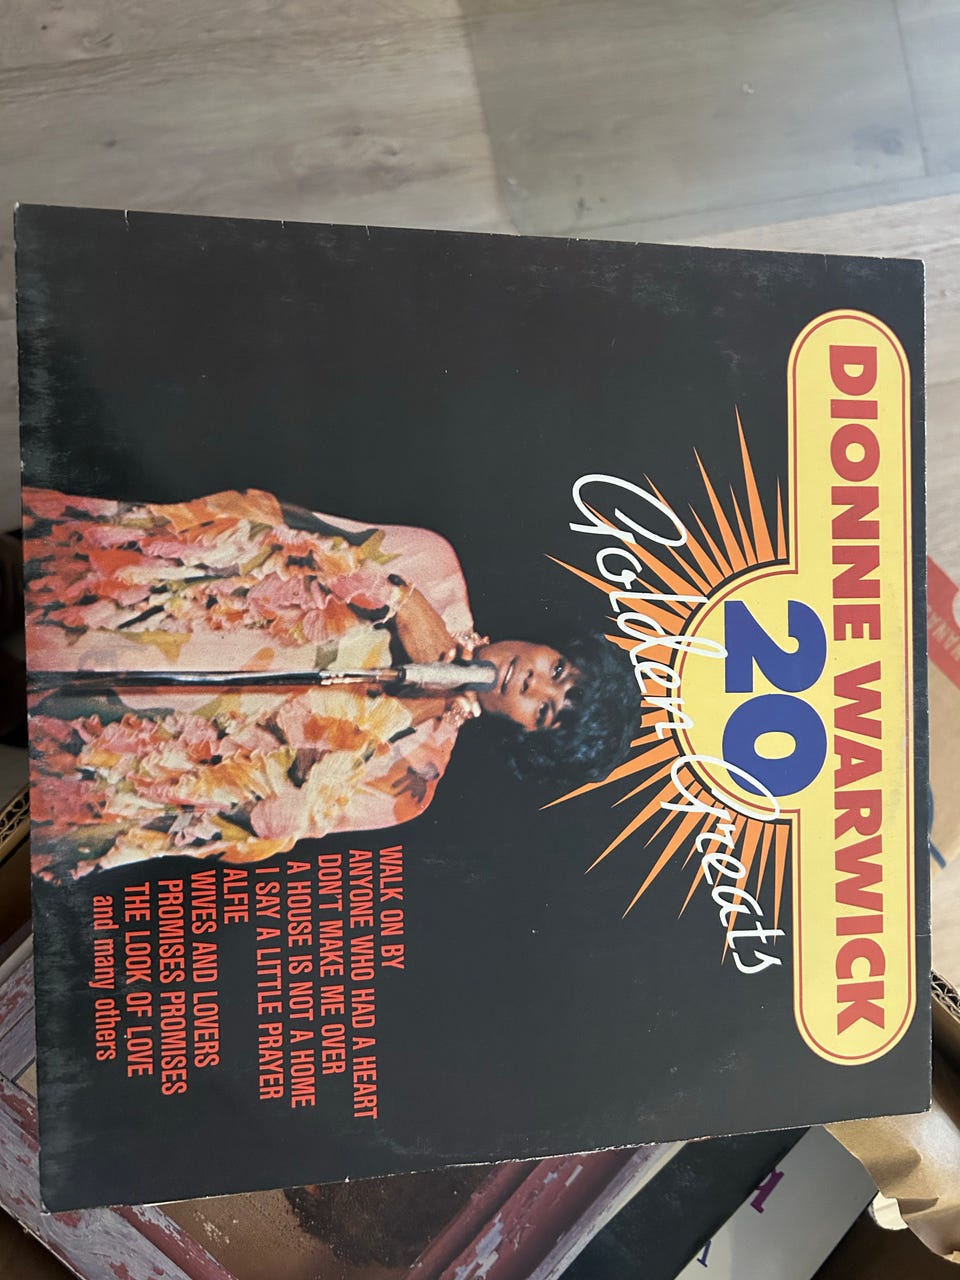 DIONNE WARWICK
20
Golden Greats
WALK ON BY
ANYONE WHO HAD A HEART
DON'T MAKE ME OVER
A HOUSE IS NOT A HOME
I SAY A LITTLE PRAYER
ALFIE
WIVES AND LOVERS
PROMISES PROMISES
THE LOOK OF LOVE
and many others